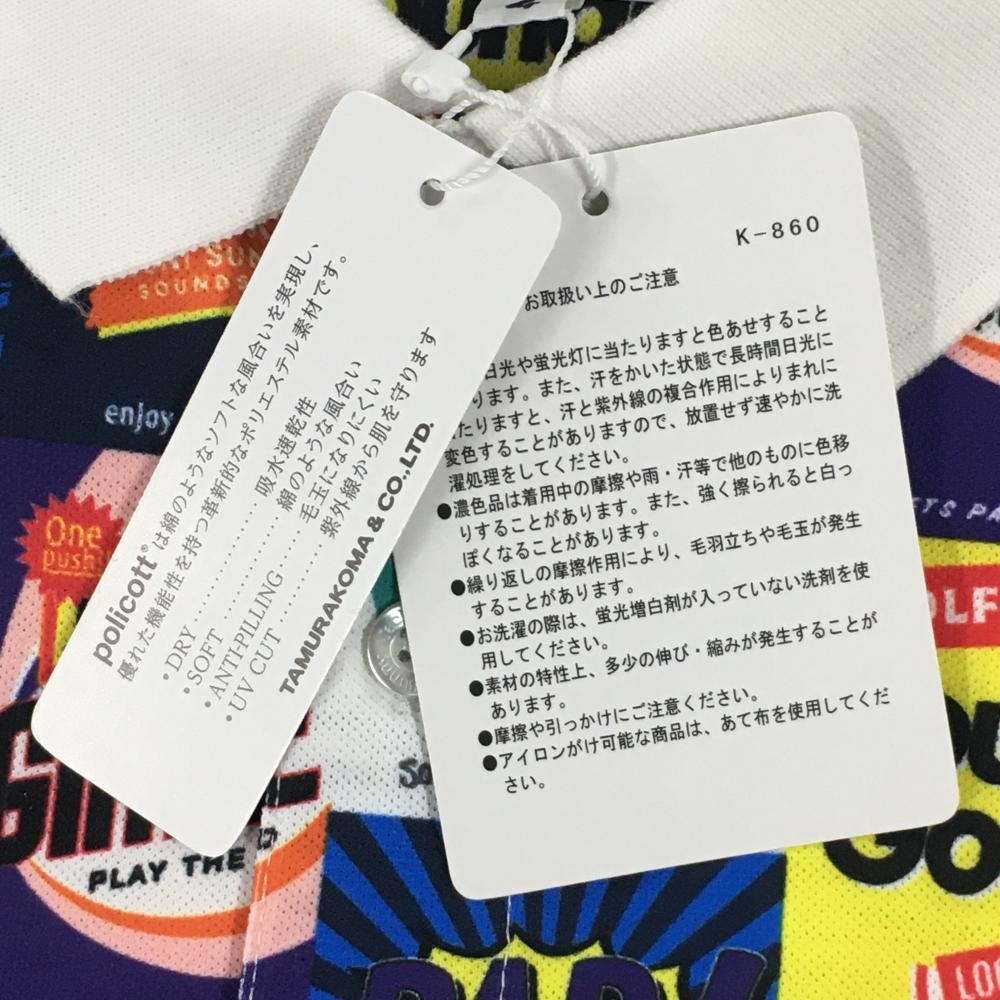 policott® は綿のようなソフトな風合いを実現し、
優れた機能性を持つ革新的なポリエステル素材です。
・DRY………………吸水速乾性
・SOFT………………綿のような風合い
・ANTI-PILLING……毛玉になりにくい
・UV CUT……………紫外線から肌を守ります
TAMURAKOMA & CO.,LTD.
K-860
お取扱い上のご注意
日光や蛍光灯に当たりますと色あせすること
ります。また、汗をかいた状態で長時間日光に
たりますと、汗と紫外線の複合作用によりまれに
変色することがありますので、放置せず速やかに洗
濯処理をしてください。
●濃色品は着用中の摩擦や雨・汗等で他のものに色移
りすることがあります。また、強く擦られると白っ
ぽくなることがあります。
●繰り返しの摩擦作用により、毛羽立ちや毛玉が発生
することがあります。
●お洗濯の際は、蛍光増白剤が入っていない洗剤を使
用してください。
●素材の特性上、多少の伸び・縮みが発生することが
あります。
●摩擦や引っかけにご注意ください。
●アイロンがけ可能な商品は、あて布を使用してくだ
さい。
SOUNDS
enjoy
One
push!
PLAY THE